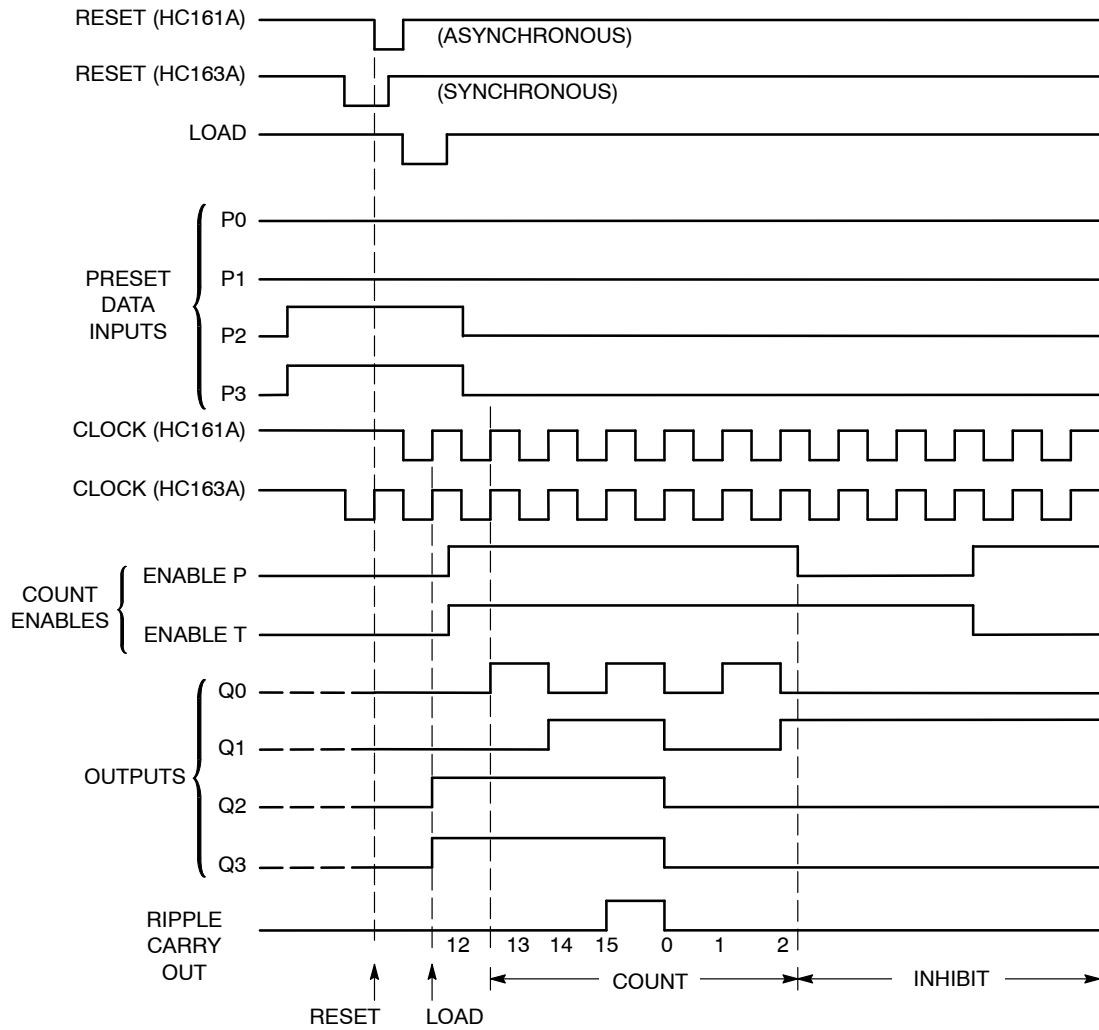 RESET (HC161A)
(ASYNCHRONOUS)
RESET (HC163A)
(SYNCHRONOUS)
LOAD
PRESET
DATA
INPUTS
P0
P1
P2
P3
CLOCK (HC161A)
CLOCK (HC163A)
COUNT
ENABLES
ENABLE P
ENABLE T
OUTPUTS
Q0
Q1
Q2
Q3
RIPPLE
CARRY
OUT
12 13 14 15 0 1 2
COUNT INHIBIT
RESET LOAD